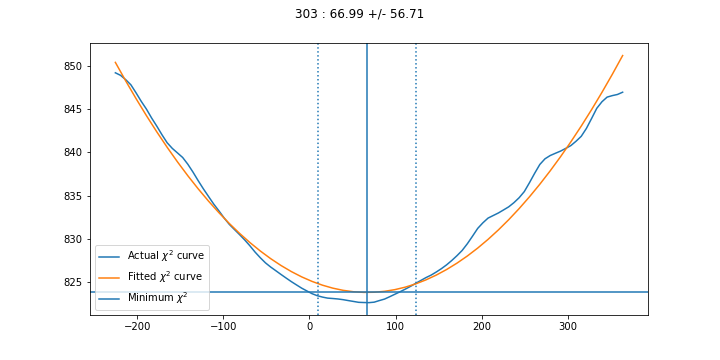 303 : 66.99 +/- 56.71
850
845
840
835
830
825
Actual χ² curve
Fitted χ² curve
Minimum χ²
−200 −100 0 100 200 300